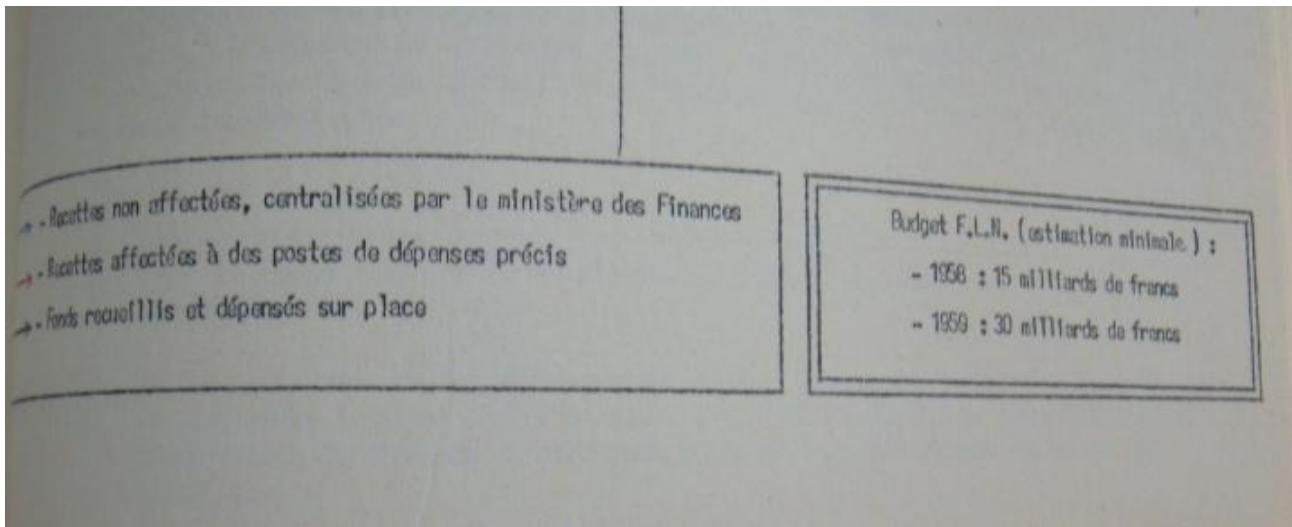 - Recettes non affectées, centralisées par le ministère des Finances
- Recettes affectées à des postes de dépenses précis
- Fonds recueillis et dépensés sur place
Budget F.L.N. (estimation minimale) :
- 1958 : 15 milliards de francs
- 1959 : 30 milliards de francs